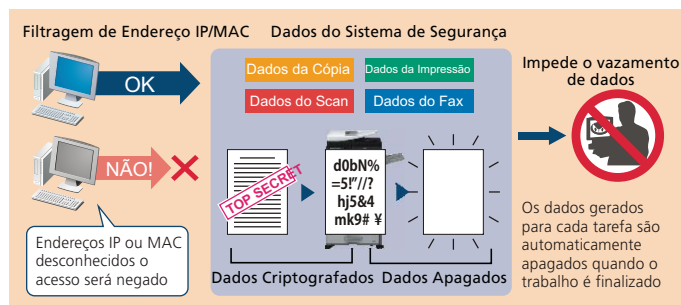 Filtragem de Endereço IP/MAC
Dados do Sistema de Segurança
OK
NÃO!
Endereços IP ou MAC
desconhecidos o
acesso será negado
Dados da Cópia
Dados da Impressão
Dados do Scan
Dados do Fax
TOP SECRET
d0bN%
=5!"//?
hj5&4
mk9# ¥
Dados Criptografados
Dados Apagados
Impede o vazamento
de dados
Os dados gerados
para cada tarefa são
automaticamente
apagados quando o
trabalho é finalizado